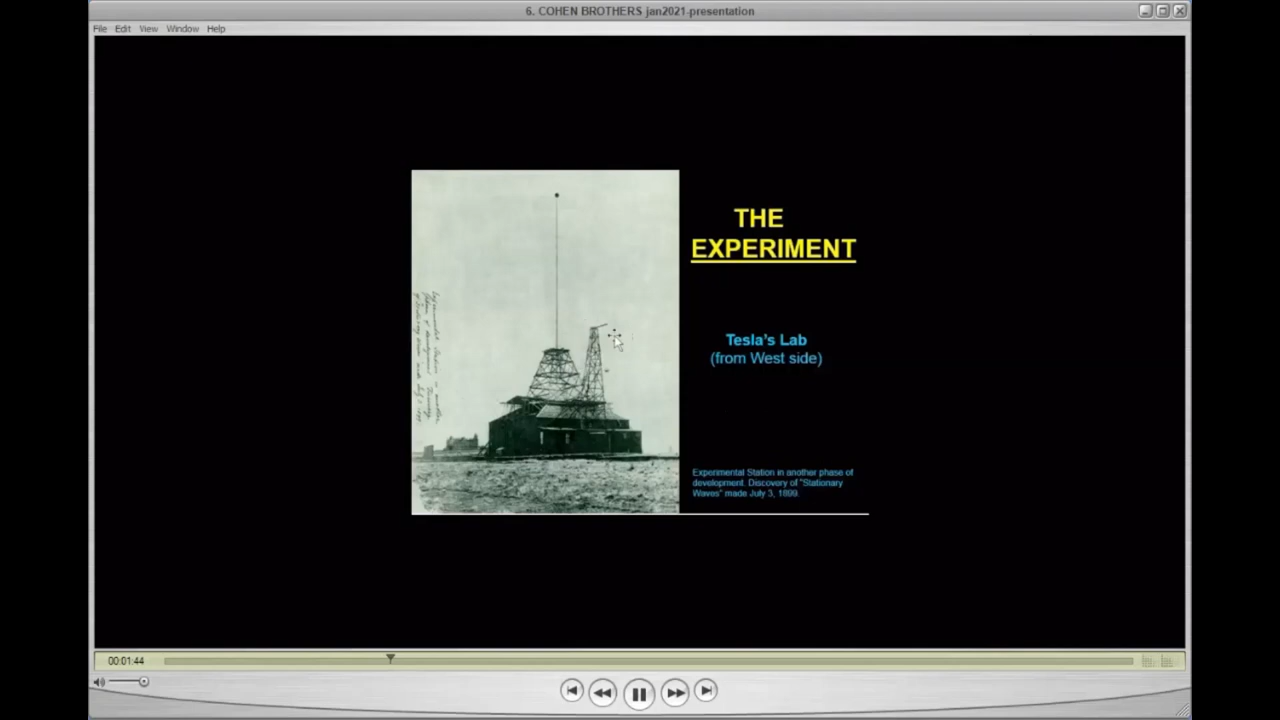 6. COHEN BROTHERS jan2021-presentation
File Edit View Window Help
THE
EXPERIMENT
Tesla's Lab
(from West side)
Experimental Station in another phase of
development. Discovery of "Stationary
Waves" made July 3, 1899.
00:01:44